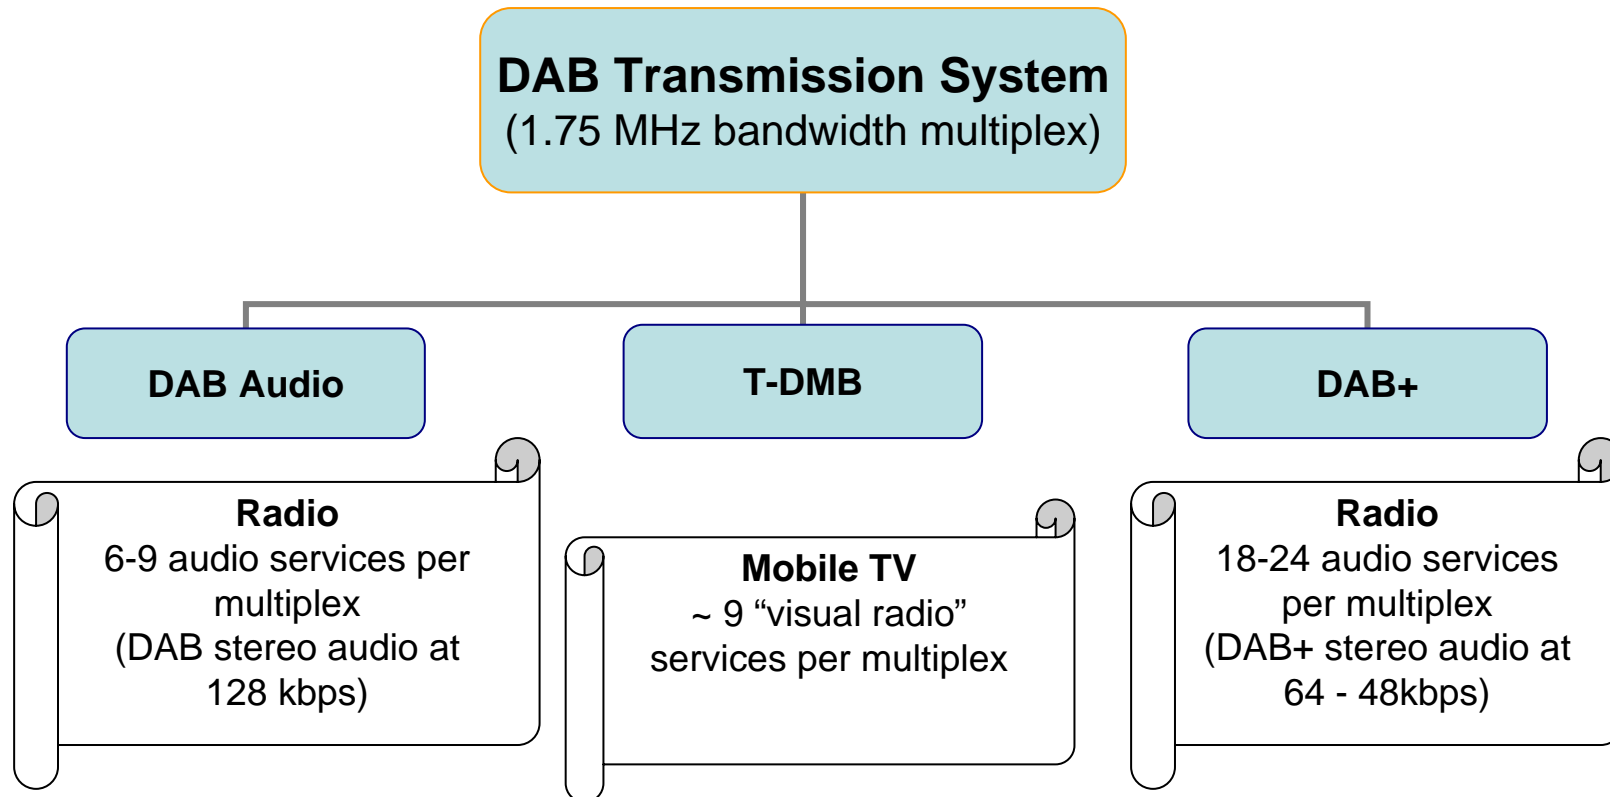 DAB Transmission System
(1.75 MHz bandwidth multiplex)
DAB Audio
T-DMB
DAB+
Radio
6-9 audio services per
multiplex
(DAB stereo audio at
128 kbps)
Mobile TV
~ 9 “visual radio”
services per multiplex
Radio
18-24 audio services
per multiplex
(DAB+ stereo audio at
64 - 48kbps)